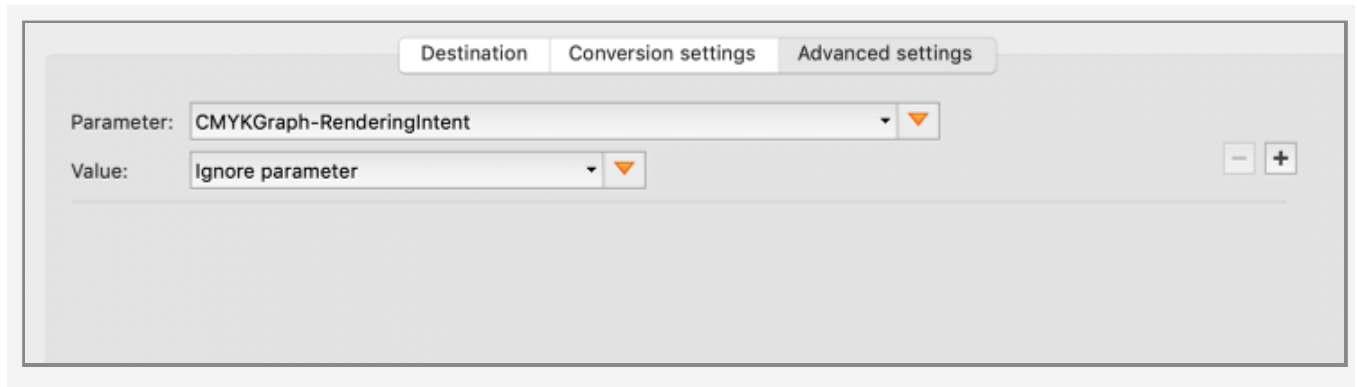 Destination Conversion settings Advanced settings
Parameter: CMYKGraph-RenderingIntent
Value: Ignore parameter